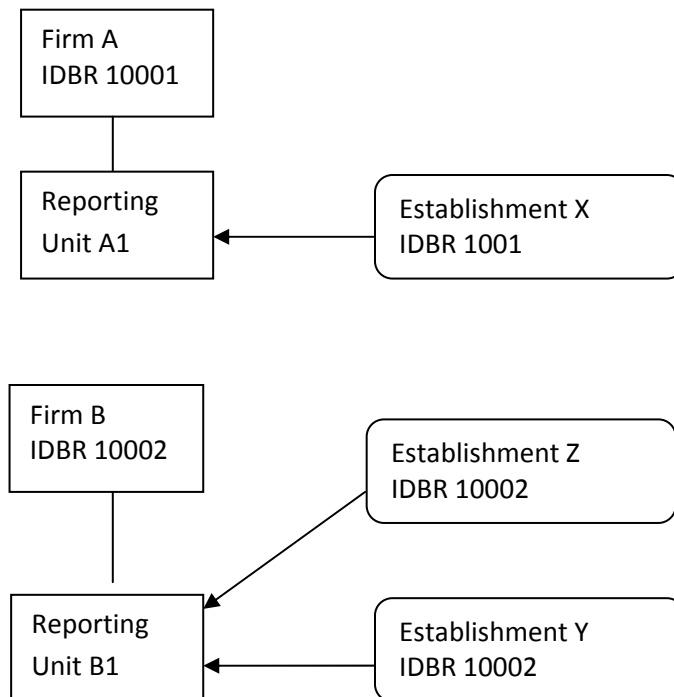 Firm A
IDBR 10001
Reporting
Unit A1
Establishment X
IDBR 1001
Firm B
IDBR 10002
Establishment Z
IDBR 10002
Reporting
Unit B1
Establishment Y
IDBR 10002